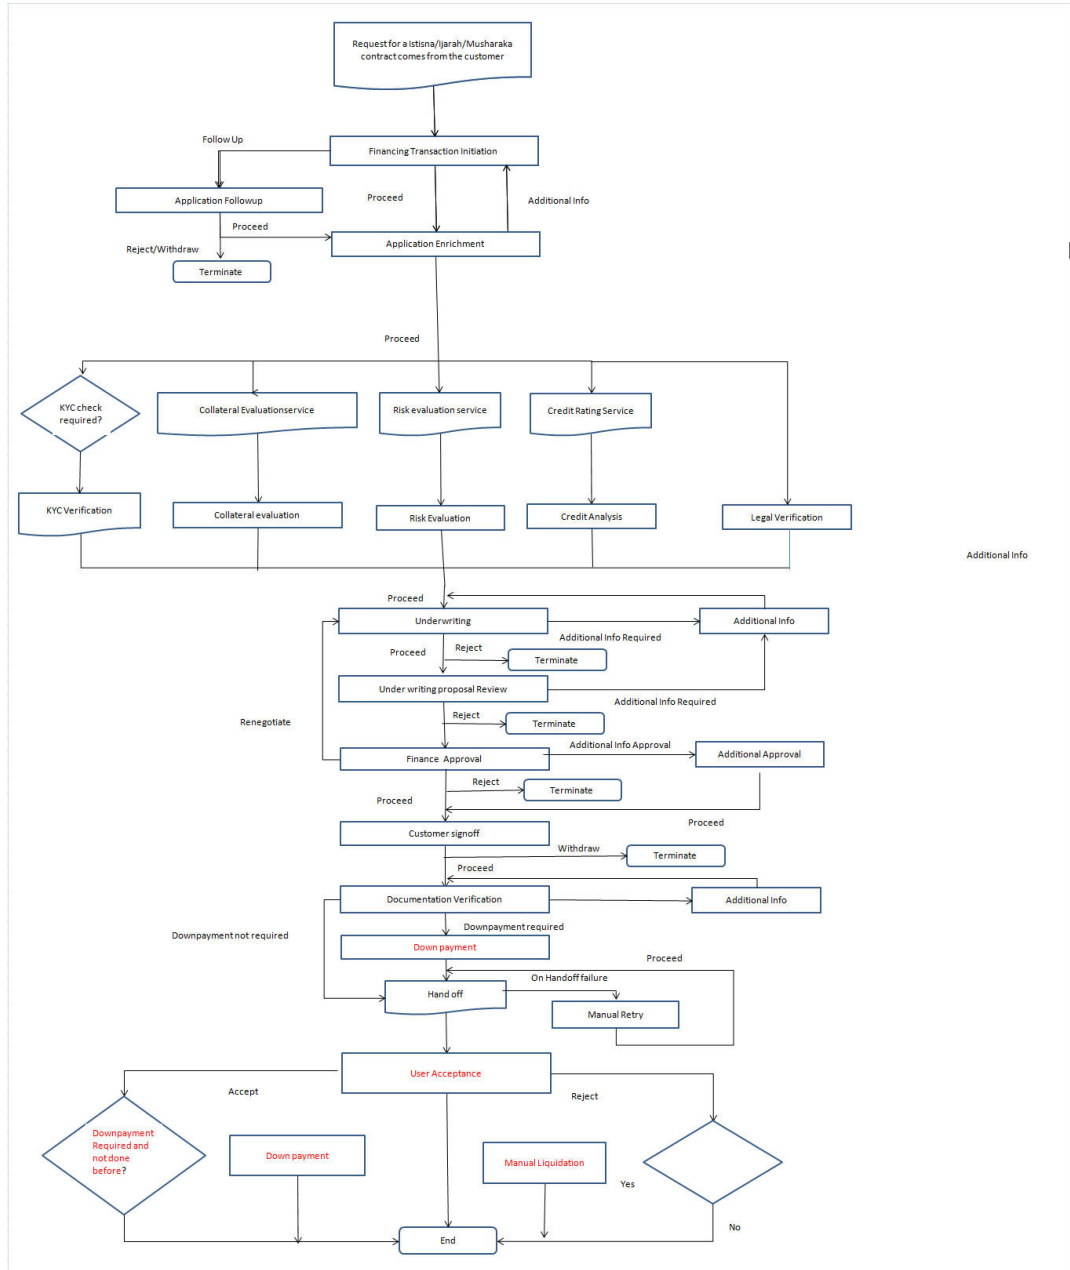 Request for a Istisna/Ijarah/Musharaka
contract comes from the customer
Follow Up
Financing Transaction Initiation
Application Followup
Proceed
Additional Info
Proceed
Application Enrichment
Reject/Withdraw
Terminate
Proceed
KYC check
required?
Collateral Evaluationservice
Risk evaluation service
Credit Rating Service
KYC Verification
Collateral evaluation
Risk Evaluation
Credit Analysis
Legal Verification
Additional Info
Proceed
Underwriting
Additional Info
Additional Info Required
Proceed
Reject
Terminate
Under writing proposal Review
Additional Info Required
Renegotiate
Reject
Terminate
Additional Info Approval
Finance Approval
Additional Approval
Reject
Terminate
Proceed
Proceed
Customer signoff
Withdraw
Terminate
Proceed
Documentation Verification
Additional Info
Downpayment not required
Downpayment required
Down payment
Proceed
On Handoff failure
Hand off
Manual Retry
User Acceptance
Accept
Reject
Downpayment
Required and
not done
before?
Down payment
Manual Liquidation
Yes
No
End